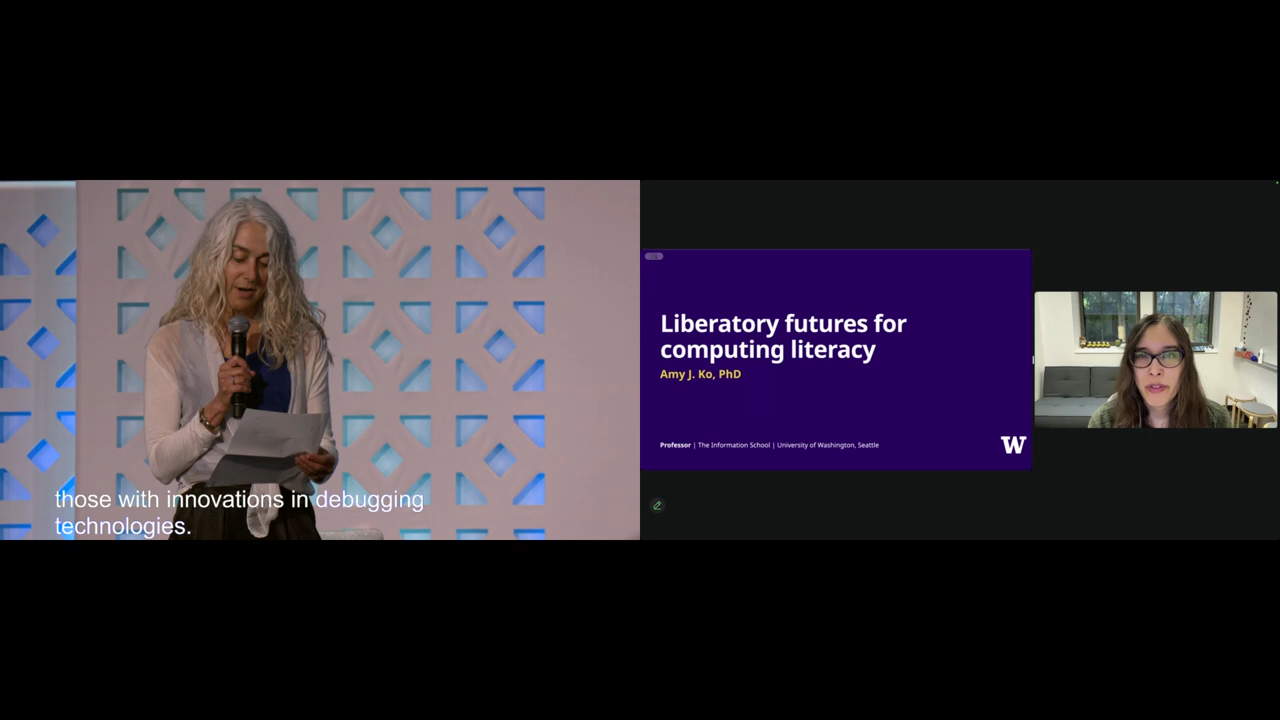 those with innovations in debugging
technologies.
Liberatory futures for
computing literacy
Amy J. Ko, PhD
Professor | The Information School | University of Washington, Seattle
W